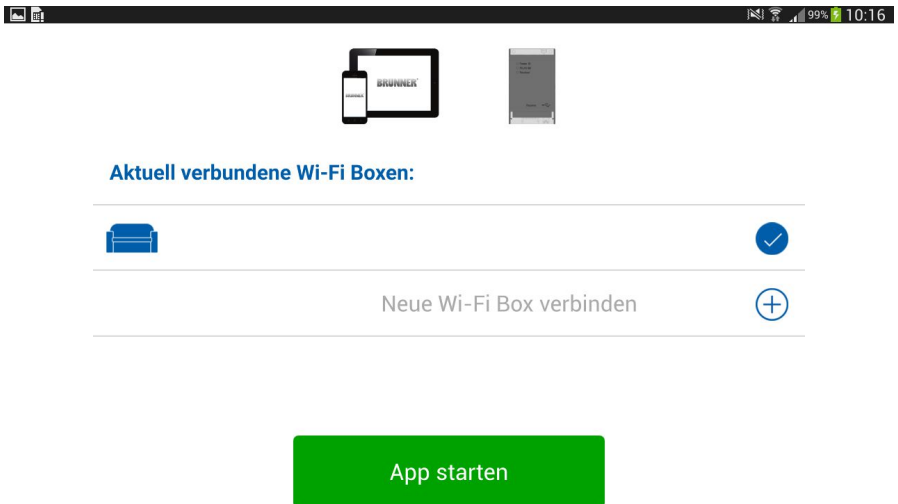 99% 10:16
BRUNNER
Aktuell verbundene Wi-Fi Boxen:
Neue Wi-Fi Box verbinden
App starten